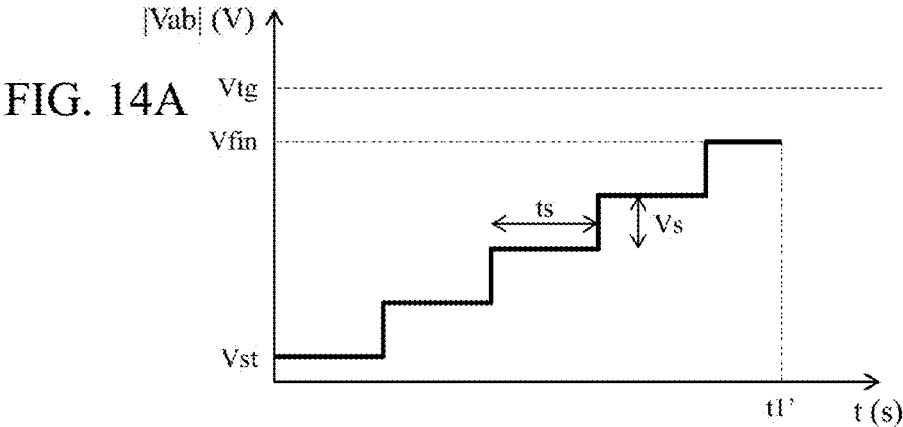 |Vab| (V)
FIG. 14A
Vtg
Vfin
ts
Vs
Vst
t1'
t (s)